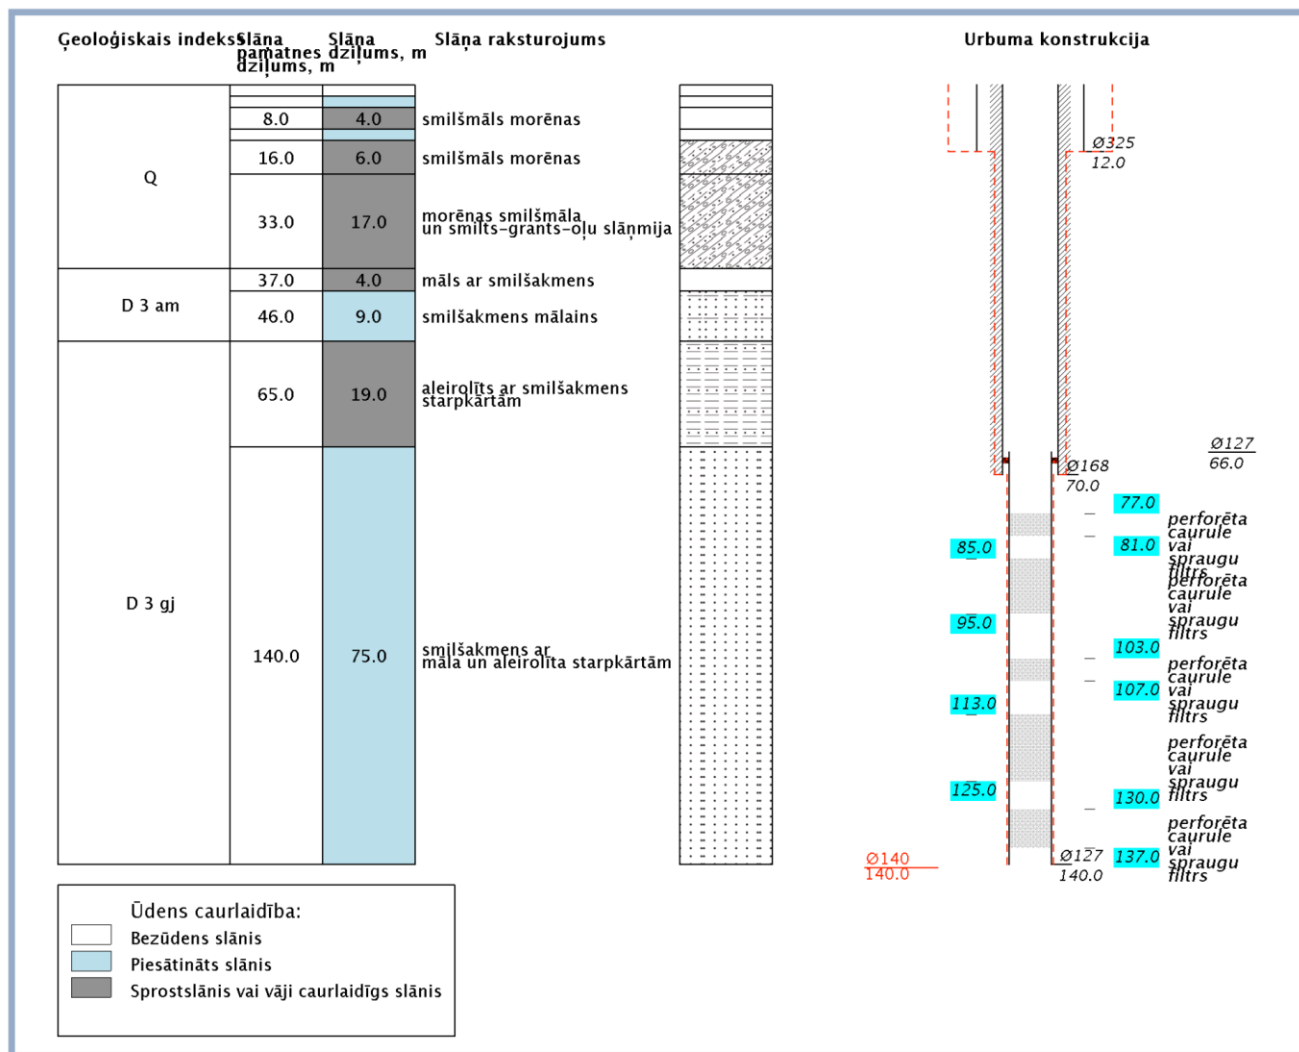 Ģeoloģiskais indekss
Slāņa
pamatnes dziļums, m
dziļums, m
Slāņa
Slāņa raksturojums
Urbuma konstrukcija
Q
8.0
4.0
smilšmāls morēnas
16.0
6.0
smilšmāls morēnas
33.0
17.0
morēnas smilšmāla
un smilts-grants-oļu slāņmija
D 3 am
37.0
4.0
māls ar smilšakmens
46.0
9.0
smilšakmens mālains
D 3 gj
65.0
19.0
aleirolīts ar smilšakmens
starpkārtām
140.0
75.0
smilšakmens ar
māla un aleirolīta starpkārtām
Ø325
12.0
Ø127
66.0
Ø168
70.0
77.0
perforēta
caurule
81.0
vai
spraugu
filtrs
85.0
perforēta
caurule
vai
spraugu
filtrs
95.0
103.0
perforēta
caurule
107.0
vai
spraugu
filtrs
113.0
perforēta
caurule
vai
spraugu
filtrs
125.0
130.0
perforēta
caurule
vai
137.0
spraugu
filtrs
Ø140
140.0
Ø127
140.0
Ūdens caurlaidība:
Bezūdens slānis
Piesātināts slānis
Sprostslānis vai vāji caurlaidīgs slānis